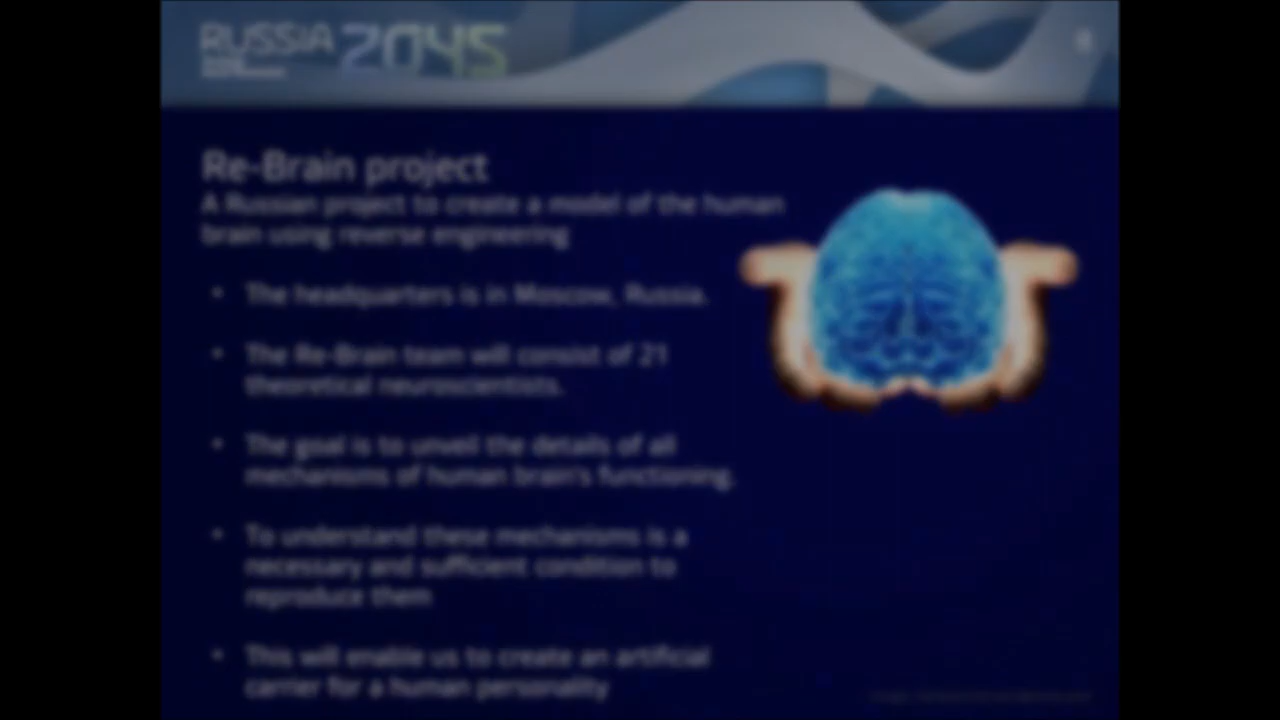 RUSSIA 2045
Re-Brain project
A Russian project to create a model of the human
brain using reverse engineering
• The headquarters is in Moscow, Russia.
• The Re-Brain team will consist of 21
theoretical neuroscientists.
• The goal is to unveil the details of all
mechanisms of human brain's functioning.
• To understand these mechanisms is a
necessary and sufficient condition to
reproduce them
• This will enable us to create an artificial
carrier for a human personality